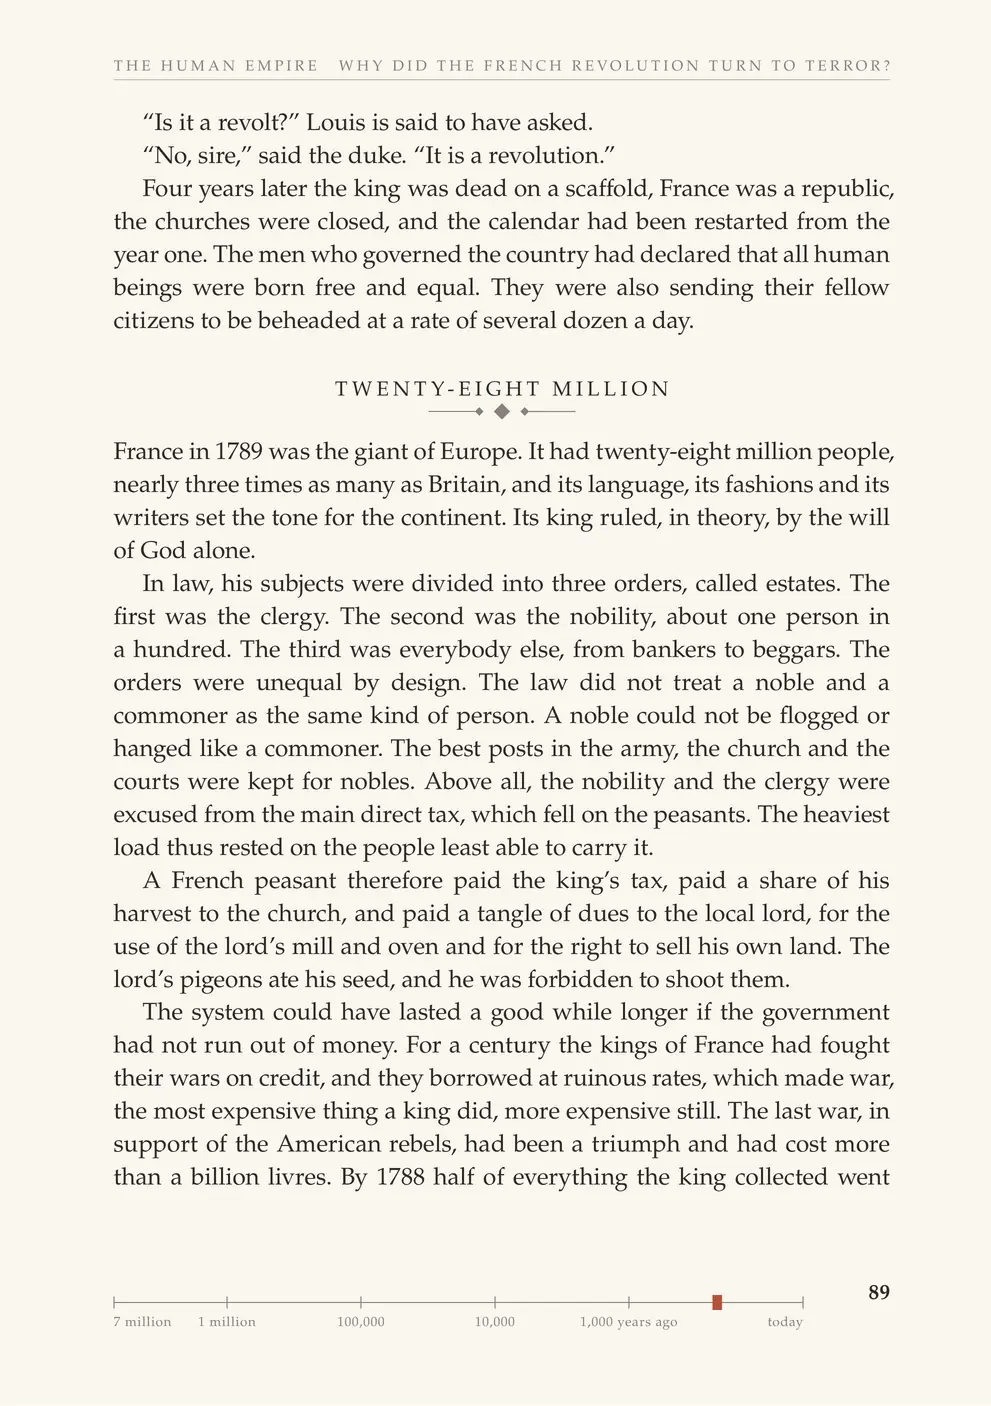 THE HUMAN EMPIRE WHY DID THE FRENCH REVOLUTION TURN TO TERROR?
“Is it a revolt?” Louis is said to have asked.
“No, sire,” said the duke. “It is a revolution.”
Four years later the king was dead on a scaffold, France was a republic,
the churches were closed, and the calendar had been restarted from the
year one. The men who governed the country had declared that all human
beings were born free and equal. They were also sending their fellow
citizens to be beheaded at a rate of several dozen a day.
TWENTY-EIGHT MILLION
France in 1789 was the giant of Europe. It had twenty-eight million people,
nearly three times as many as Britain, and its language, its fashions and its
writers set the tone for the continent. Its king ruled, in theory, by the will
of God alone.
In law, his subjects were divided into three orders, called estates. The
first was the clergy. The second was the nobility, about one person in
a hundred. The third was everybody else, from bankers to beggars. The
orders were unequal by design. The law did not treat a noble and a
commoner as the same kind of person. A noble could not be flogged or
hanged like a commoner. The best posts in the army, the church and the
courts were kept for nobles. Above all, the nobility and the clergy were
excused from the main direct tax, which fell on the peasants. The heaviest
load thus rested on the people least able to carry it.
A French peasant therefore paid the king’s tax, paid a share of his
harvest to the church, and paid a tangle of dues to the local lord, for the
use of the lord’s mill and oven and for the right to sell his own land. The
lord’s pigeons ate his seed, and he was forbidden to shoot them.
The system could have lasted a good while longer if the government
had not run out of money. For a century the kings of France had fought
their wars on credit, and they borrowed at ruinous rates, which made war,
the most expensive thing a king did, more expensive still. The last war, in
support of the American rebels, had been a triumph and had cost more
than a billion livres. By 1788 half of everything the king collected went
89
7 million 1 million 100,000 10,000 1,000 years ago today